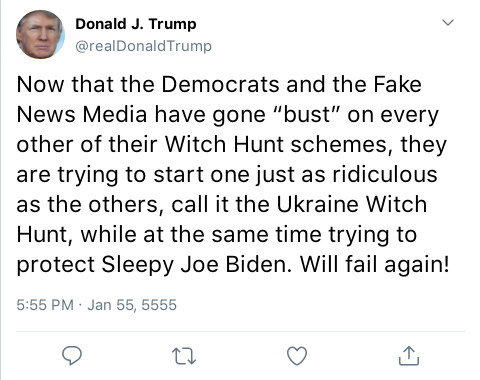 Donald J. Trump
@realDonaldTrump
Now that the Democrats and the Fake
News Media have gone “bust” on every
other of their Witch Hunt schemes, they
are trying to start one just as ridiculous
as the others, call it the Ukraine Witch
Hunt, while at the same time trying to
protect Sleepy Joe Biden. Will fail again!
5:55 PM · Jan 55, 5555